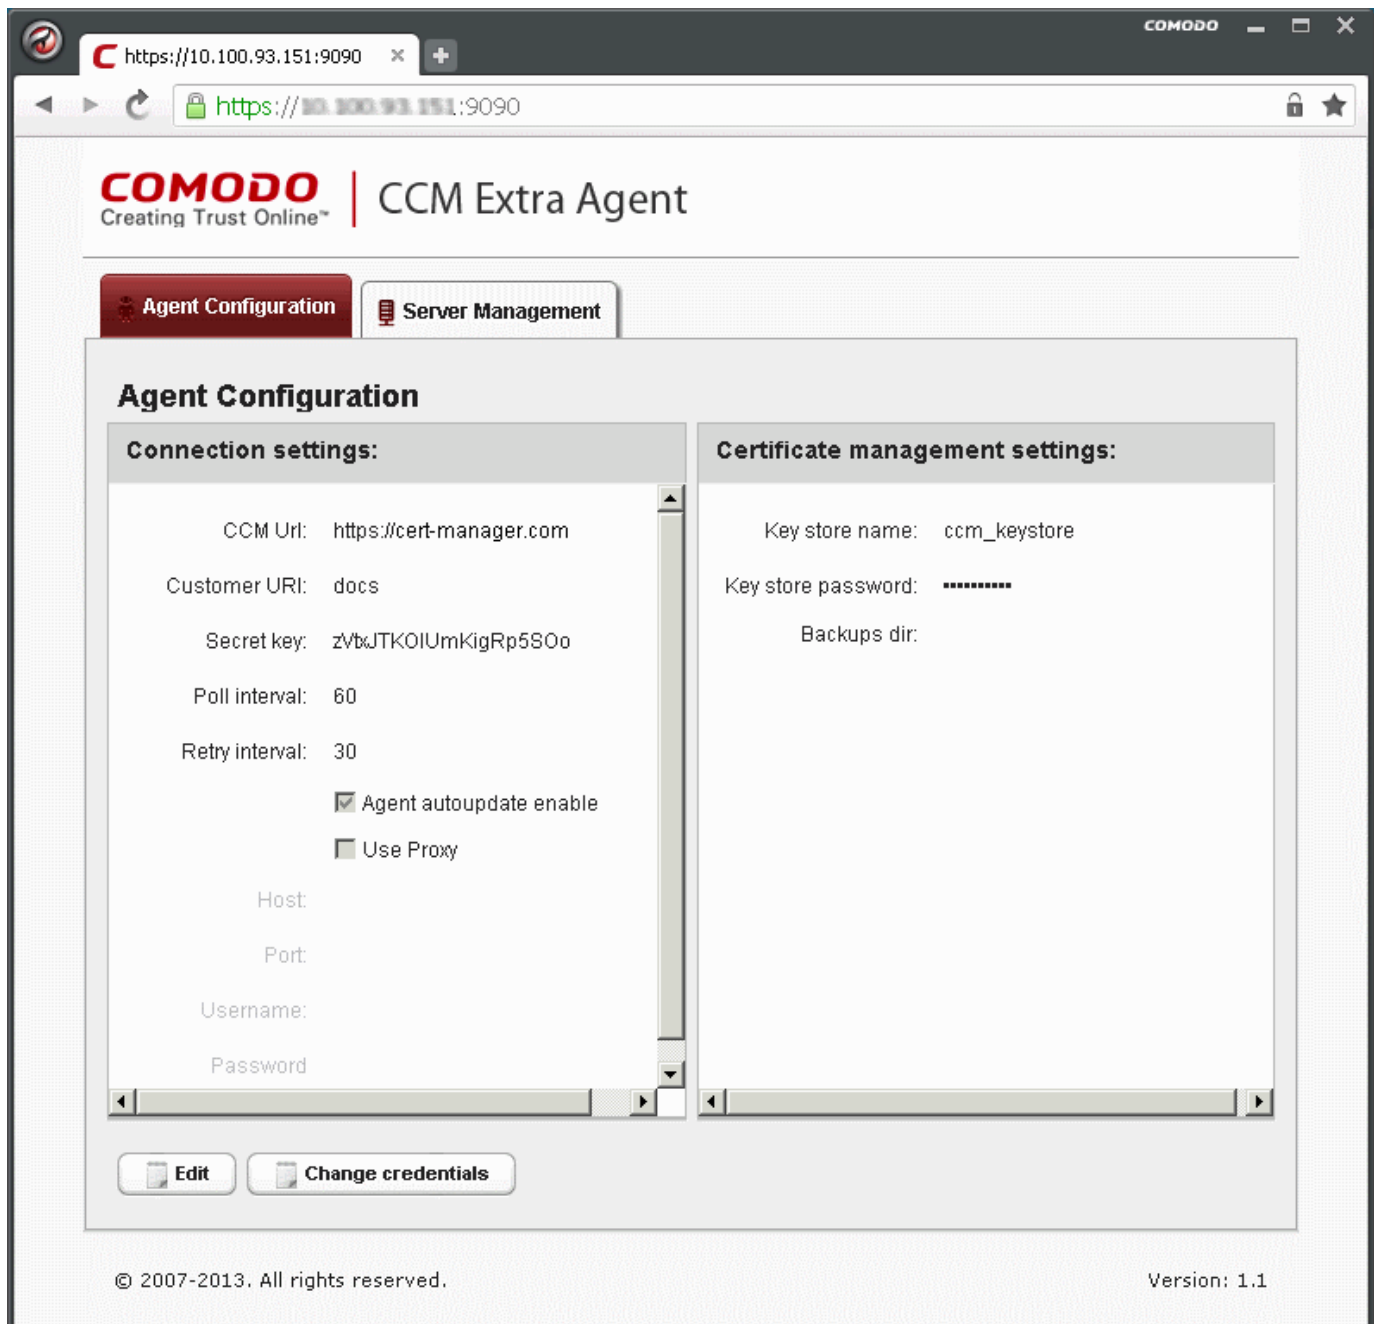 COMODO
https://10.100.93.151:9090
https:// :9090
COMODO
Creating Trust Online™
CCM Extra Agent
Agent Configuration
Server Management
Agent Configuration
Connection settings:
CCM Url: https://cert-manager.com
Customer URI: docs
Secret key:
Poll interval: 60
Retry interval: 30
Agent autoupdate enable
Use Proxy
Host:
Port:
Username:
Password
Certificate management settings:
Key store name: ccm_keystore
Key store password: ••••••••••
Backups dir:
Edit
Change credentials
© 2007-2013. All rights reserved.
Version: 1.1